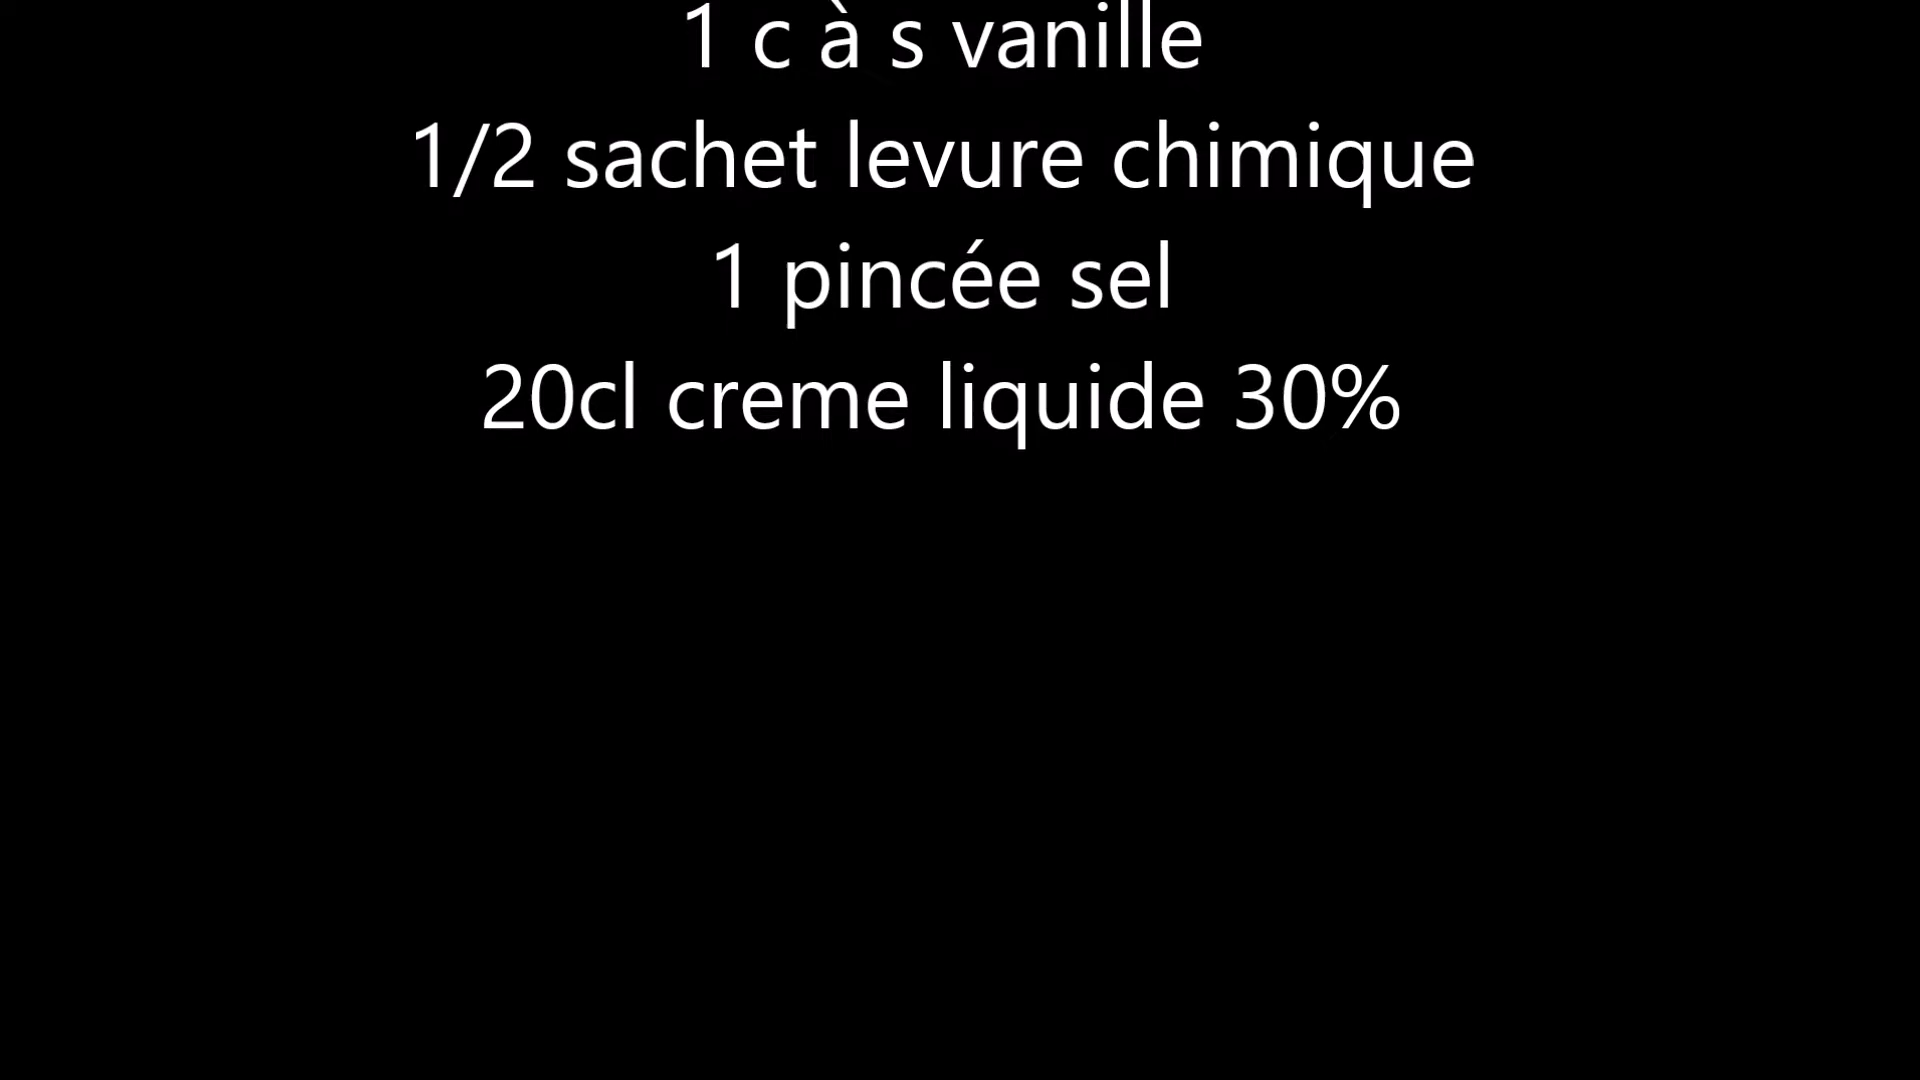 1 c à s vanille
1/2 sachet levure chimique
1 pincée sel
20cl creme liquide 30%